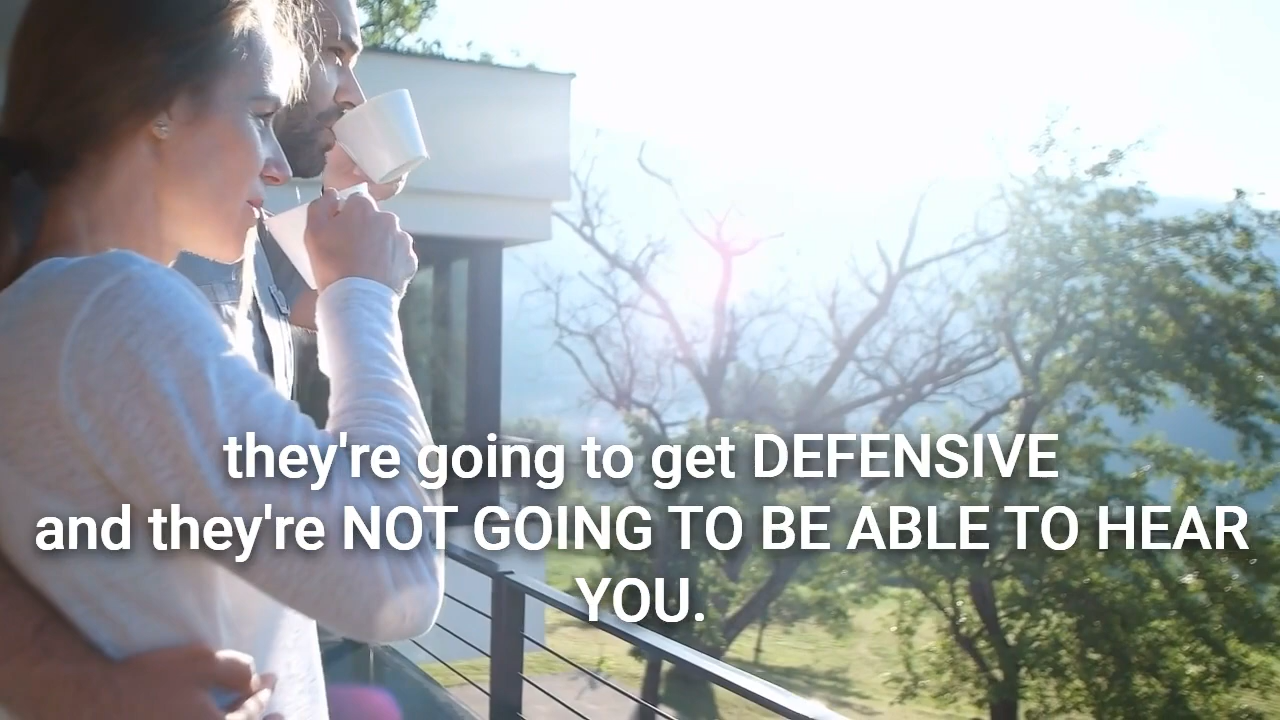 they're going to get DEFENSIVE
and they're NOT GOING TO BE ABLE TO HEAR
YOU.